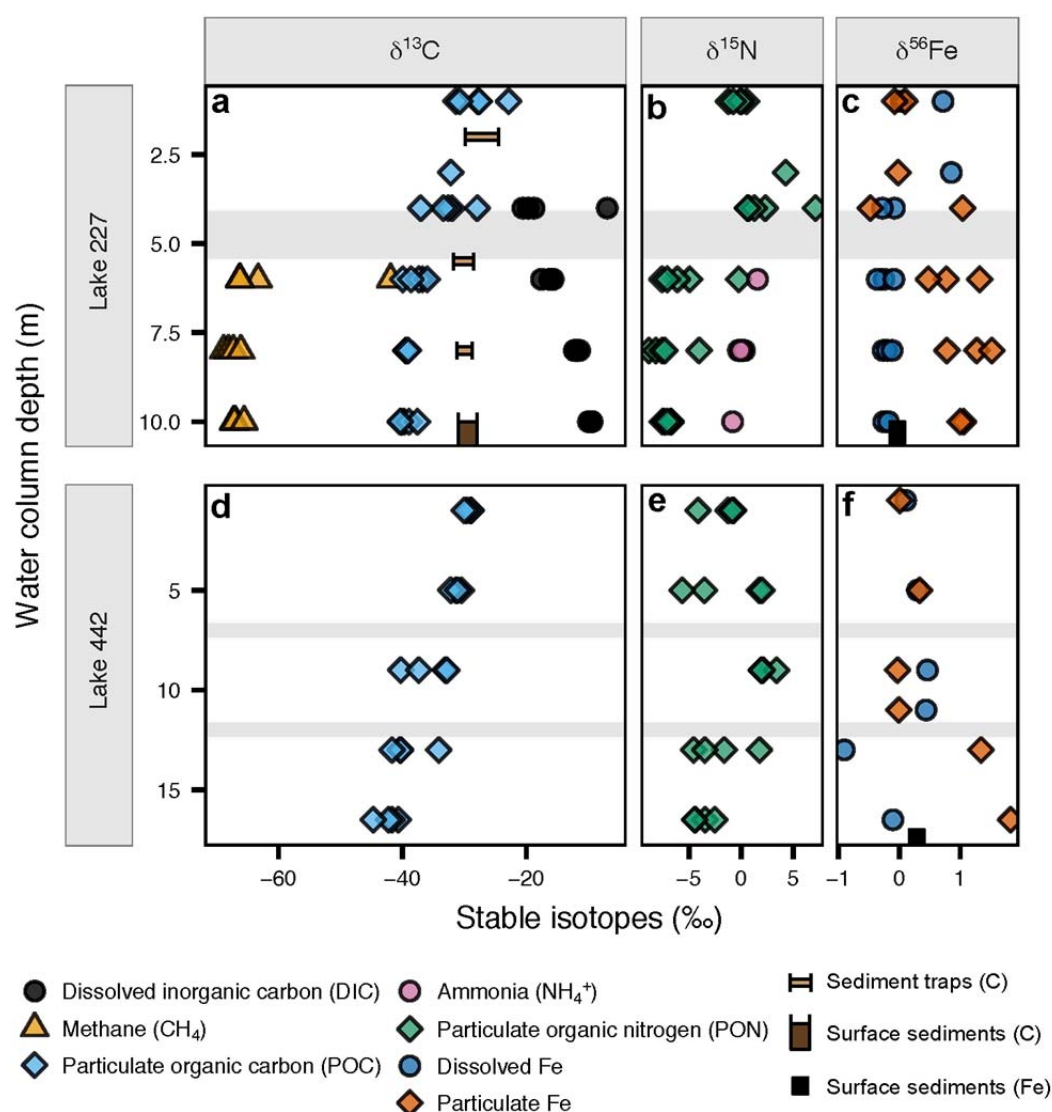 δ¹³C
δ¹⁵N
δ⁵⁶Fe
a
b
c
Lake 227
2.5
5.0
7.5
10.0
Water column depth (m)
d
e
f
Lake 442
5
10
15
−60
−40
−20
−5
0
5
−1
0
1
Stable isotopes (‰)
Dissolved inorganic carbon (DIC)
Methane (CH₄)
Particulate organic carbon (POC)
Ammonia (NH₄⁺)
Particulate organic nitrogen (PON)
Dissolved Fe
Particulate Fe
Sediment traps (C)
Surface sediments (C)
Surface sediments (Fe)